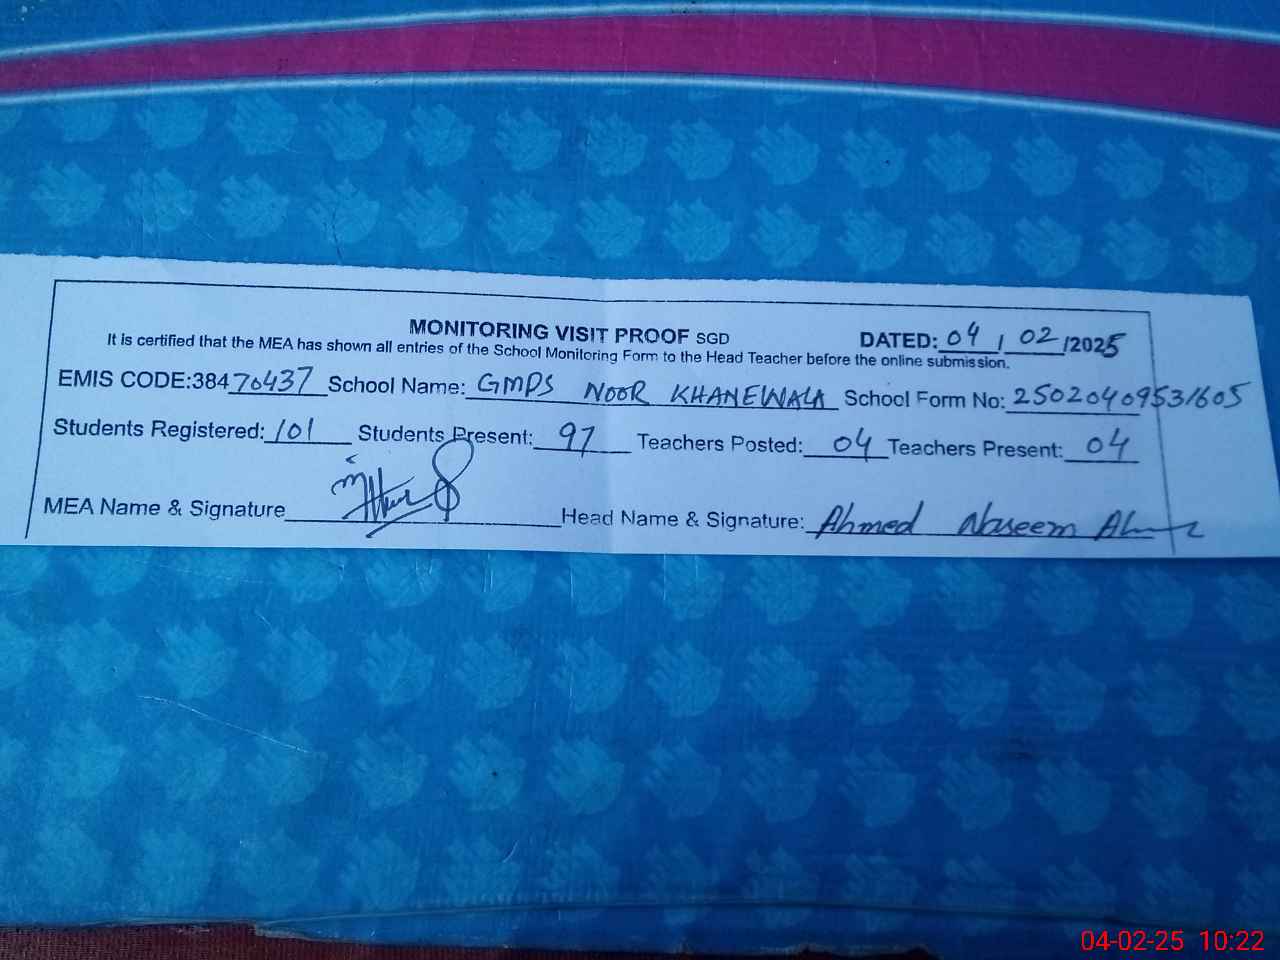 MONITORING VISIT PROOF SGD DATED: 04 / 02 /2025
It is certified that the MEA has shown all entries of the School Monitoring Form to the Head Teacher before the online submission.
EMIS CODE:38470437 School Name: GMPS NOOR KHANEWALA School Form No: 25020409531605
Students Registered: 101 Students Present: 97 Teachers Posted: 04 Teachers Present: 04
MEA Name & Signature Head Name & Signature: Ahmed Naseem
04-02-25 10:22